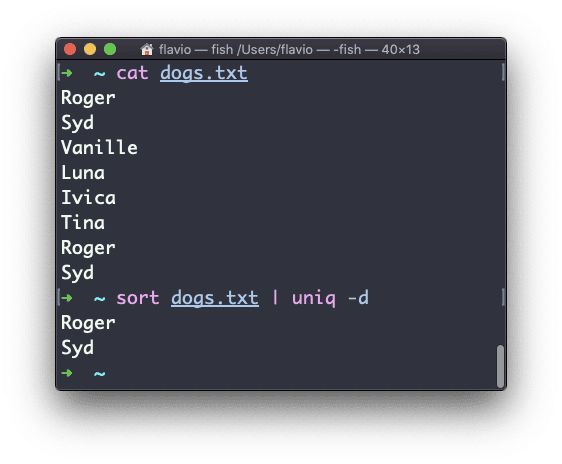 flavio — fish /Users/flavio — -fish — 40×13
➜ ~ cat dogs.txt
Roger
Syd
Vanille
Luna
Ivica
Tina
Roger
Syd
➜ ~ sort dogs.txt | uniq -d
Roger
Syd
➜ ~